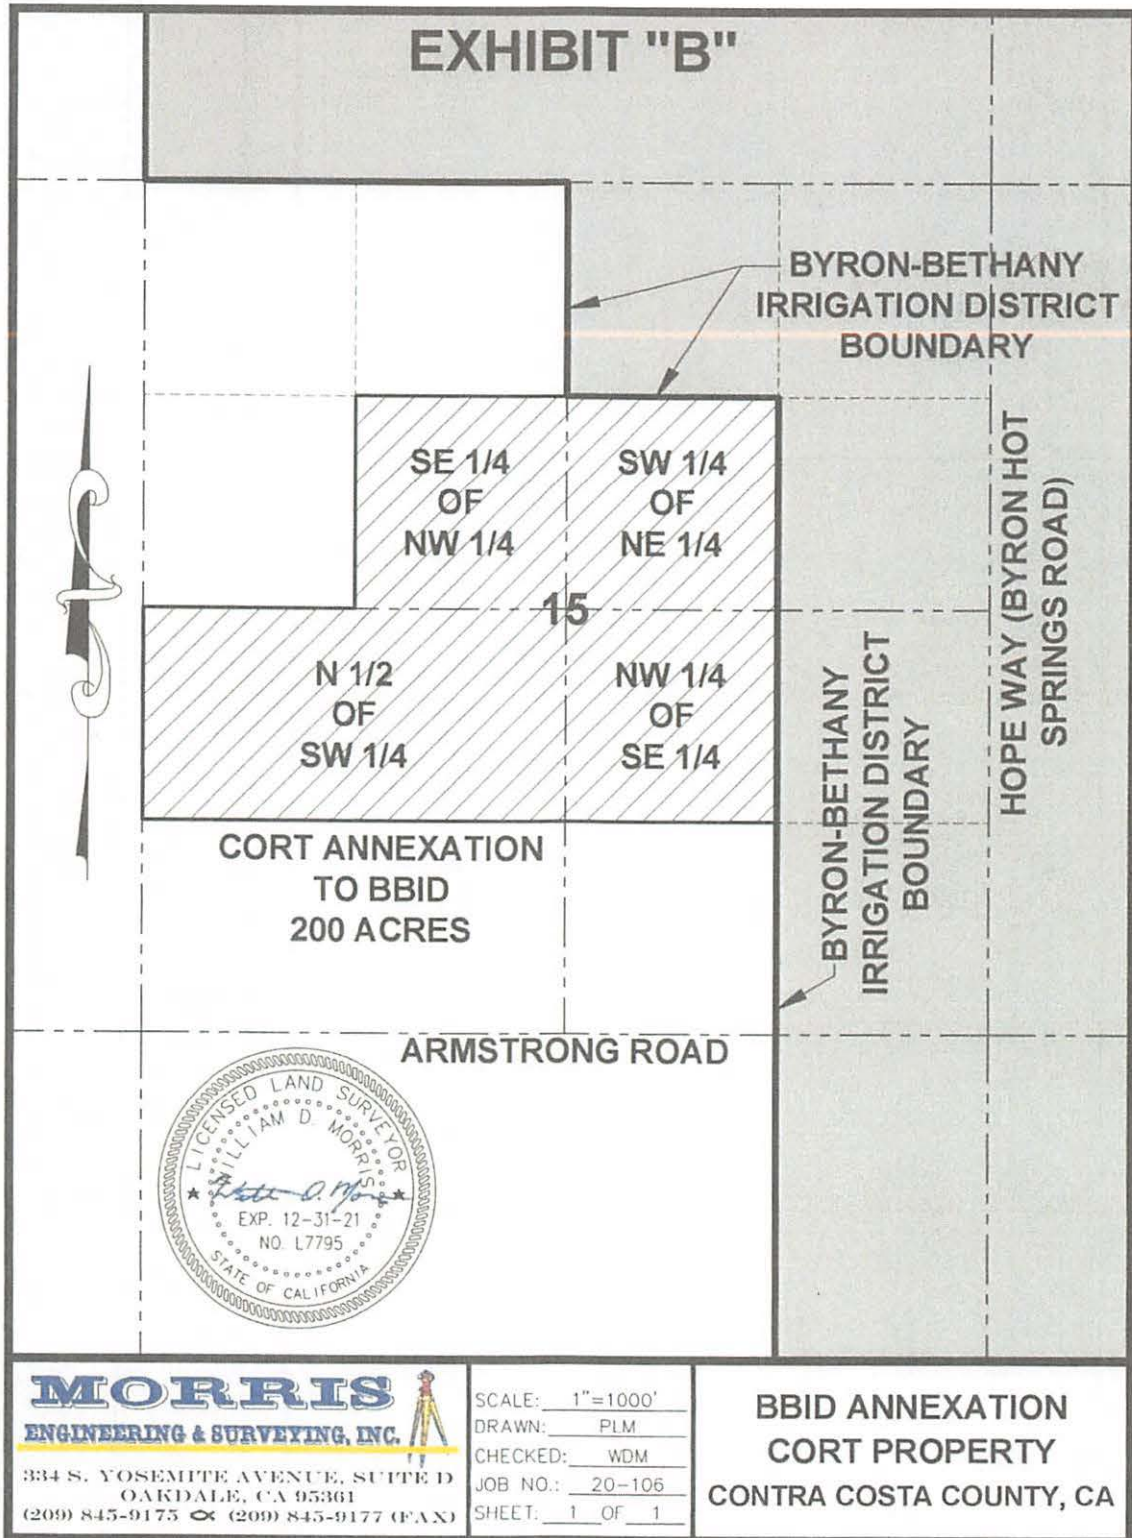 EXHIBIT "B"
BYRON-BETHANY
IRRIGATION DISTRICT
BOUNDARY
SE 1/4
OF
NW 1/4
SW 1/4
OF
NE 1/4
15
N 1/2
OF
SW 1/4
NW 1/4
OF
SE 1/4
HOPE WAY (BYRON HOT
SPRINGS ROAD)
BYRON-BETHANY
IRRIGATION DISTRICT
BOUNDARY
CORT ANNEXATION
TO BBID
200 ACRES
ARMSTRONG ROAD
LICENSED LAND SURVEYOR
WILLIAM D. MORRIS
EXP. 12-31-21
NO. L7795
STATE OF CALIFORNIA
MORRIS
ENGINEERING & SURVEYING, INC.
334 S. YOSEMITE AVENUE, SUITE D
OAKDALE, CA 95361
(209) 845-9175 (209) 845-9177 (FAX)
SCALE: 1"=1000'
DRAWN: PLM
CHECKED: WDM
JOB NO.: 20-106
SHEET: 1 OF 1
BBID ANNEXATION
CORT PROPERTY
CONTRA COSTA COUNTY, CA